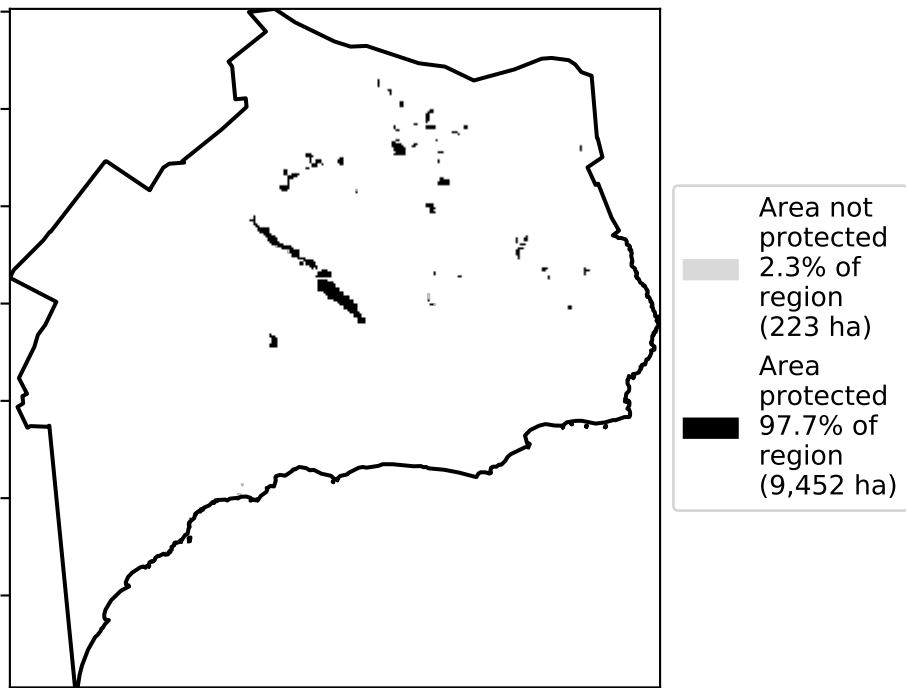 Area not
protected
2.3% of
region
(223 ha)
Area
protected
97.7% of
region
(9,452 ha)